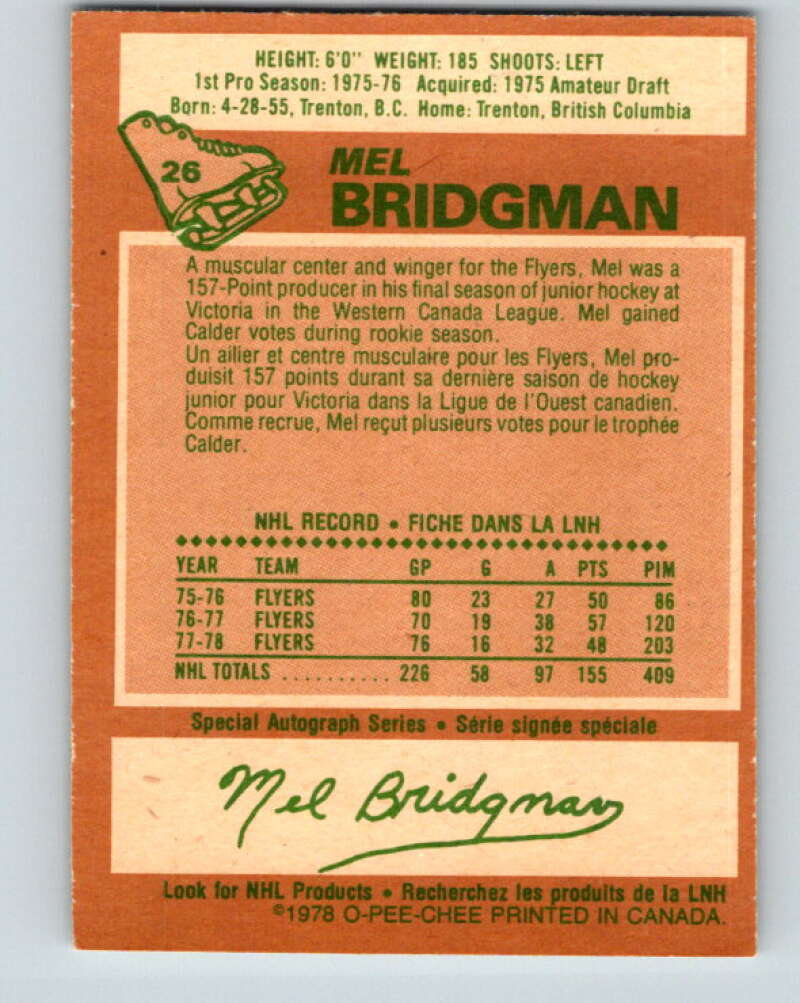 HEIGHT: 6'0" WEIGHT: 185 SHOOTS: LEFT
1st Pro Season: 1975-76 Acquired: 1975 Amateur Draft
Born: 4-28-55, Trenton, B.C. Home: Trenton, British Columbia
26
MEL
BRIDGMAN
A muscular center and winger for the Flyers, Mel was a
157-Point producer in his final season of junior hockey at
Victoria in the Western Canada League. Mel gained
Calder votes during rookie season.
Un ailier et centre musculaire pour les Flyers, Mel pro-
duisit 157 points durant sa dernière saison de hockey
junior pour Victoria dans la Ligue de l'Ouest canadien.
Comme recrue, Mel reçut plusieurs votes pour le trophée
Calder.
NHL RECORD • FICHE DANS LA LNH
YEAR TEAM GP G A PTS PIM
75-76 FLYERS 80 23 27 50 86
76-77 FLYERS 70 19 38 57 120
77-78 FLYERS 76 16 32 48 203
NHL TOTALS .......... 226 58 97 155 409
Special Autograph Series • Série signée spéciale
Mel Bridgman
Look for NHL Products • Recherchez les produits de la LNH
©1978 O-PEE-CHEE PRINTED IN CANADA.